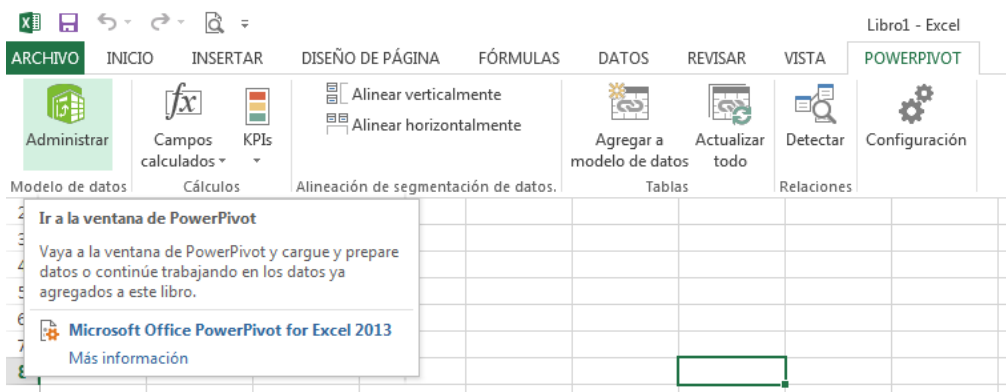 Libro1 - Excel
ARCHIVO INICIO INSERTAR DISEÑO DE PÁGINA FÓRMULAS DATOS REVISAR VISTA POWERPIVOT
Administrar
Modelo de datos
fx
Campos
calculados
KPIs
Cálculos
Alinear verticalmente
Alinear horizontalmente
Alineación de segmentación de datos.
Agregar a
modelo de datos
Actualizar
todo
Tablas
Detectar
Relaciones
Configuración
Ir a la ventana de PowerPivot
Vaya a la ventana de PowerPivot y cargue y prepare
datos o continúe trabajando en los datos ya
agregados a este libro.
Microsoft Office PowerPivot for Excel 2013
Más información